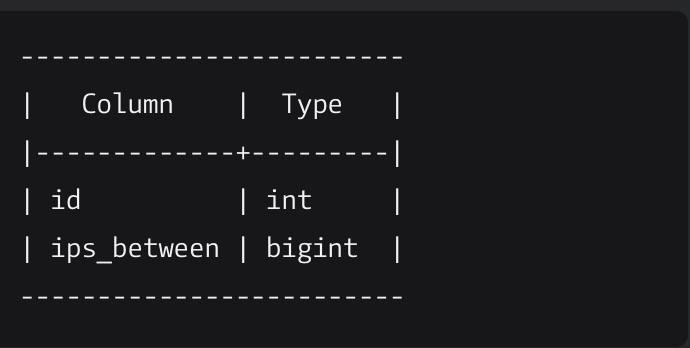 -------------------------
|   Column    |  Type   |
|-------------+---------|
| id          | int     |
| ips_between | bigint  |
-------------------------